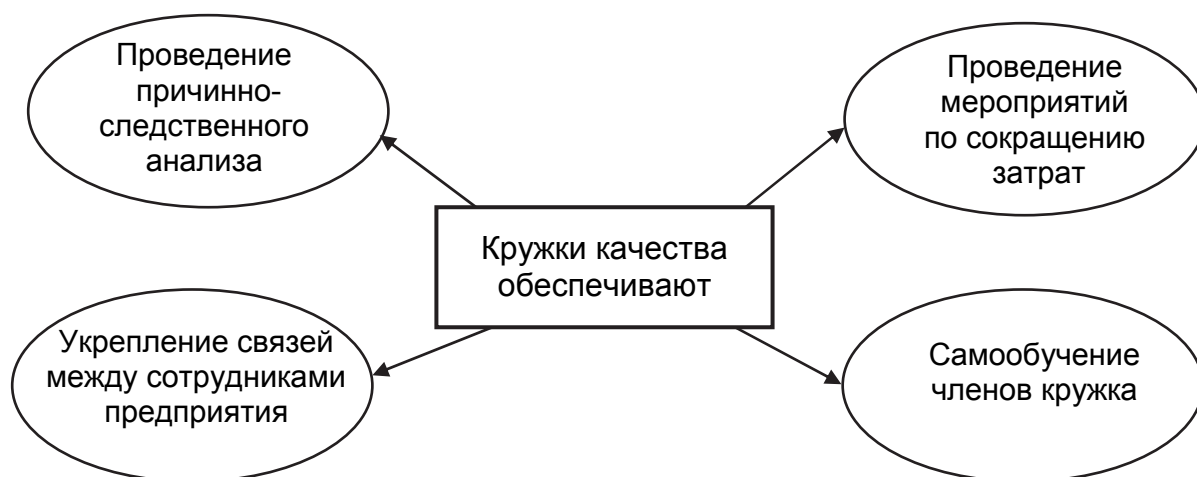 Проведение
причинно-
следственного
анализа
Проведение
мероприятий
по сокращению
затрат
Кружки качества
обеспечивают
Укрепление связей
между сотрудниками
предприятия
Самообучение
членов кружка